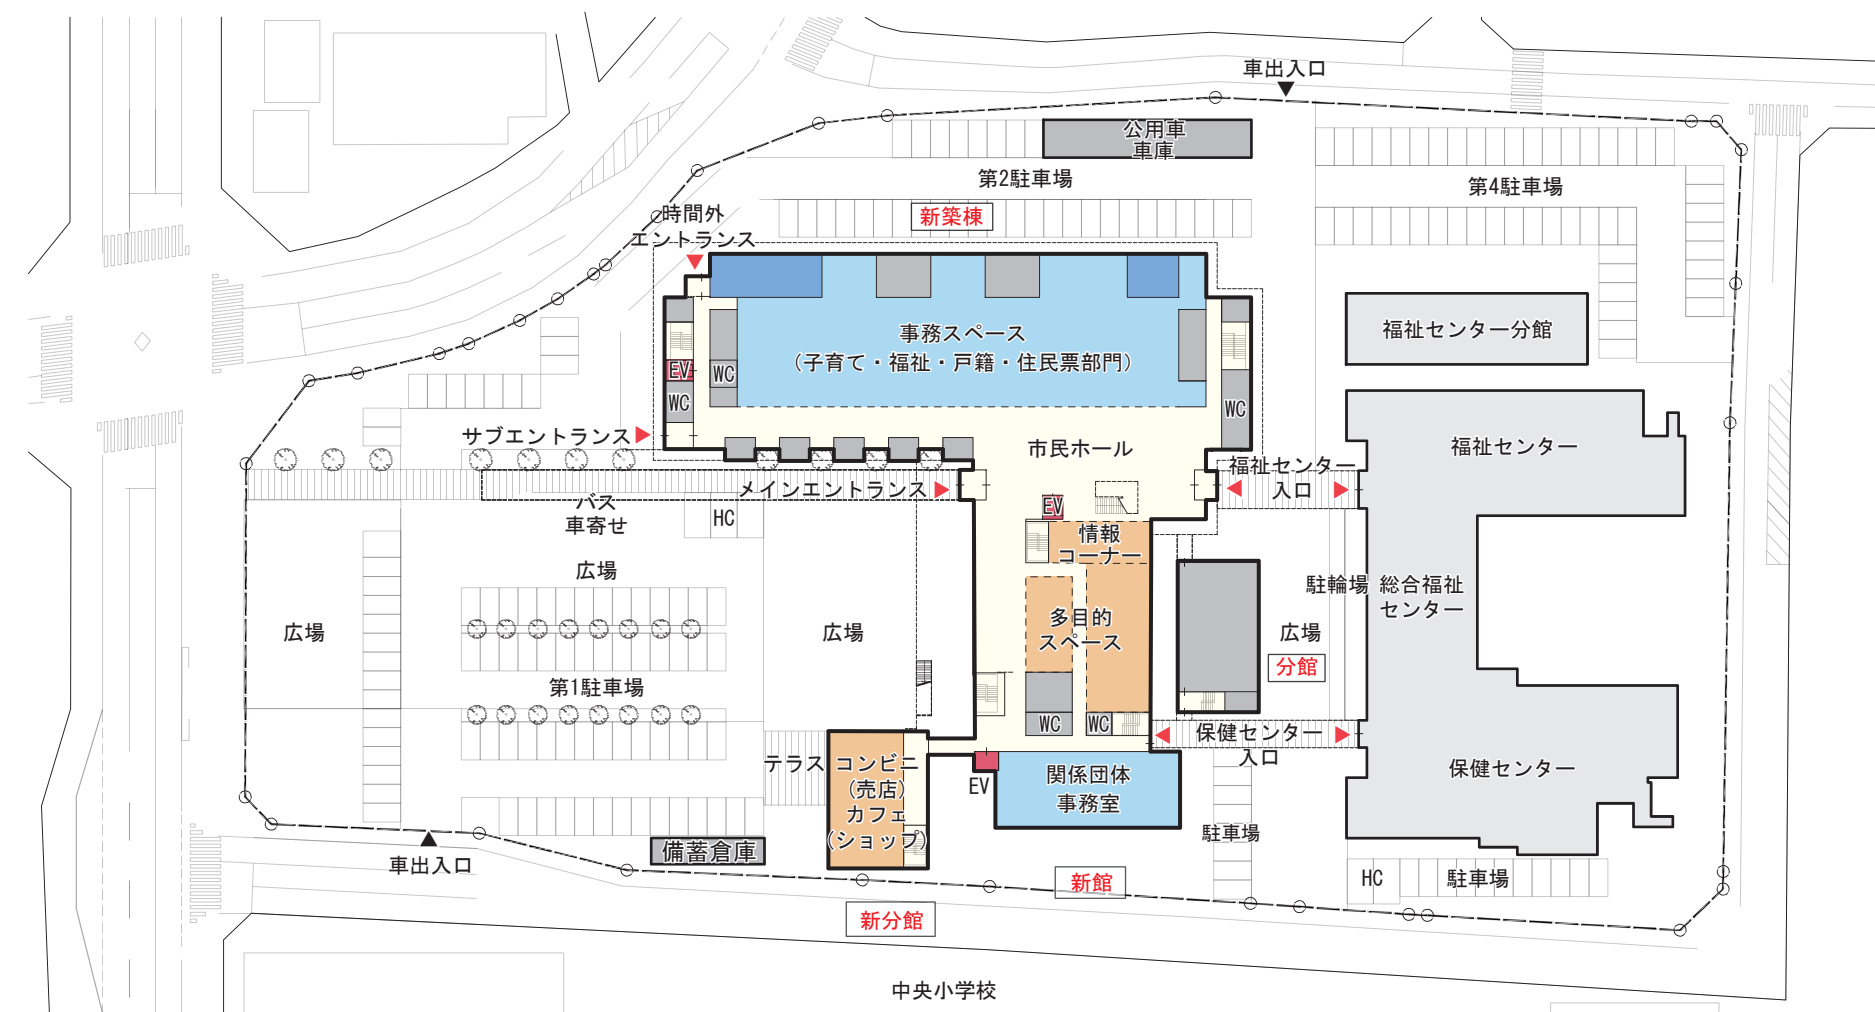 車出入口
公用車
車庫
第2駐車場
第4駐車場
時間外
エントランス
新築棟
事務スペース
(子育て・福祉・戸籍・住民票部門)
EV
WC
WC
WC
福祉センター分館
サブエントランス
市民ホール
福祉センター
福祉センター
入口
メインエントランス
バス
車寄せ
HC
EV
情報
コーナー
広場
駐輪場
総合福祉
センター
広場
広場
多目的
スペース
広場
分館
第1駐車場
WC
WC
保健センター
入口
テラス
コンビニ
(売店)
カフェ
(ショップ)
EV
関係団体
事務室
保健センター
駐車場
備蓄倉庫
車出入口
HC
駐車場
新館
新分館
中央小学校